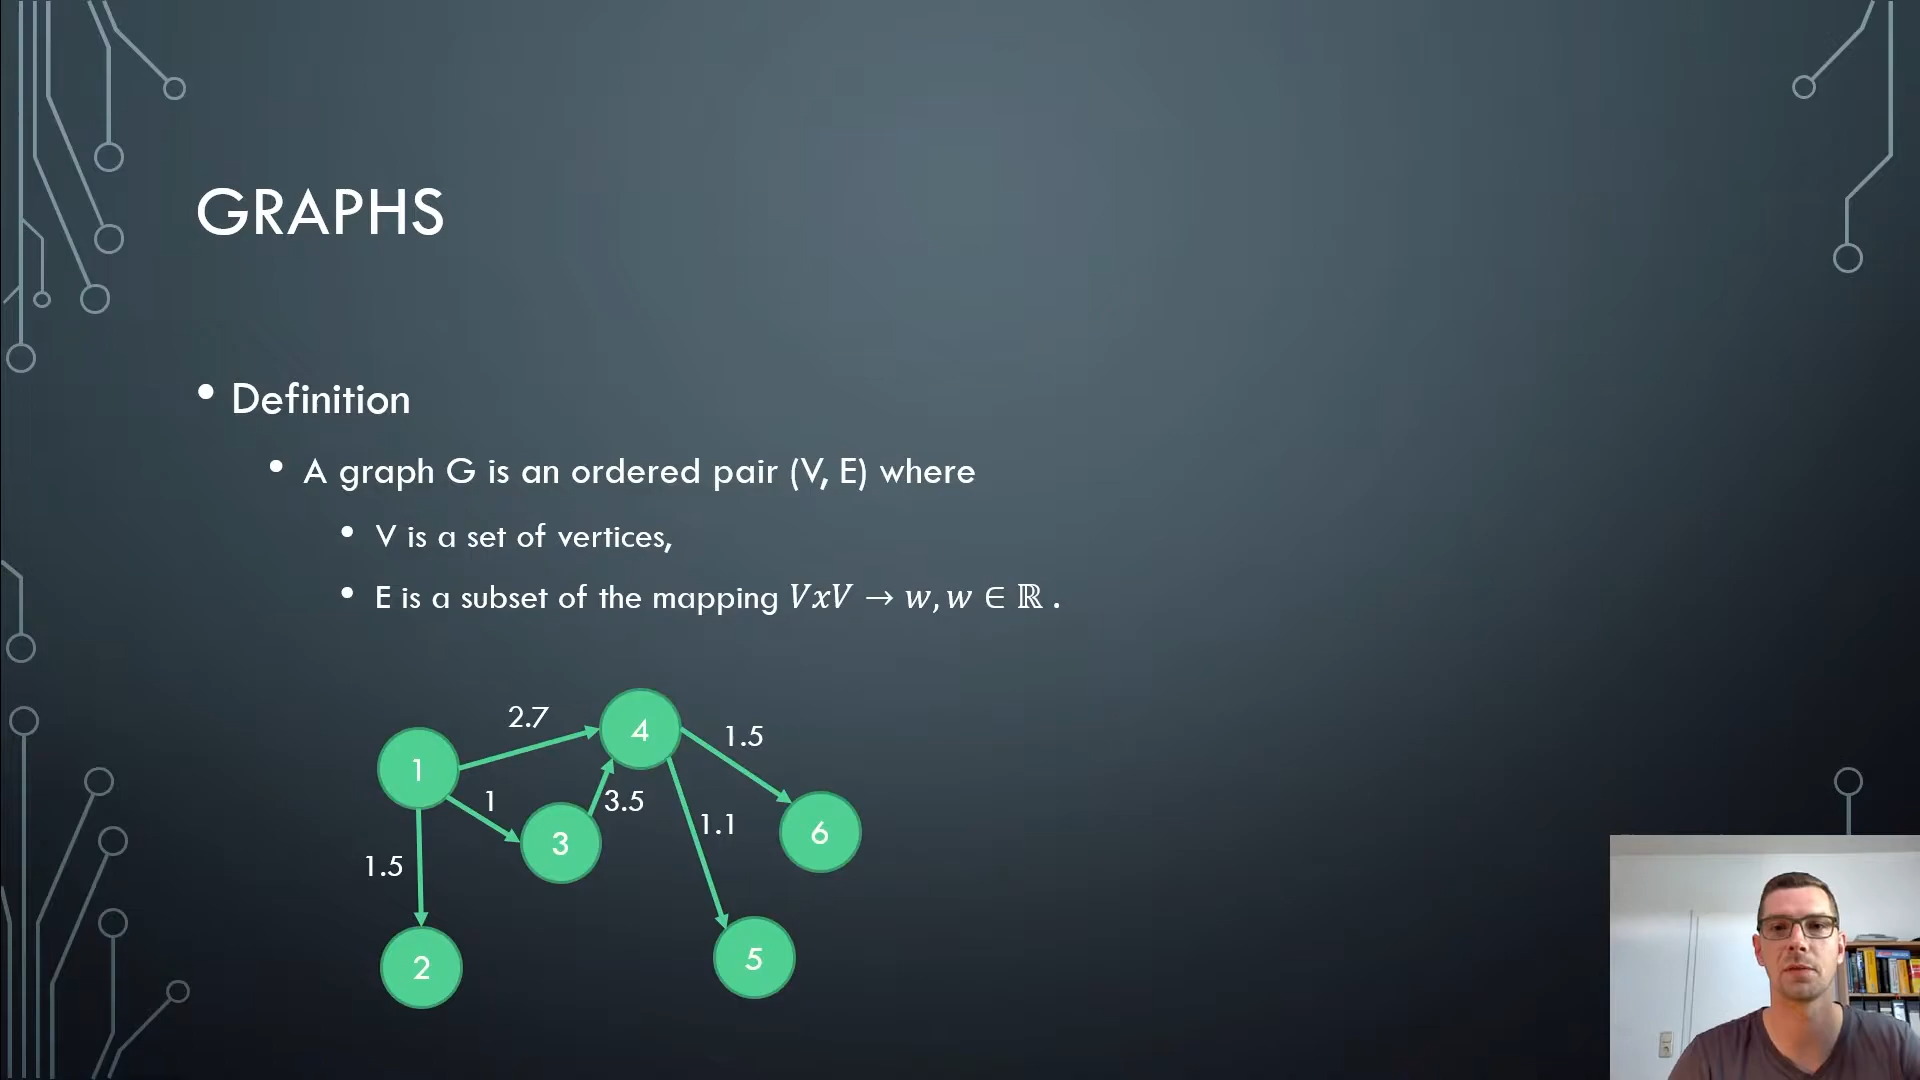 GRAPHS
• Definition
• A graph G is an ordered pair (V, E) where
• V is a set of vertices,
• E is a subset of the mapping VxV → w, w ∈ ℝ .
2.7
4
1.5
1
1
3.5
1.1
3
6
1.5
2
5